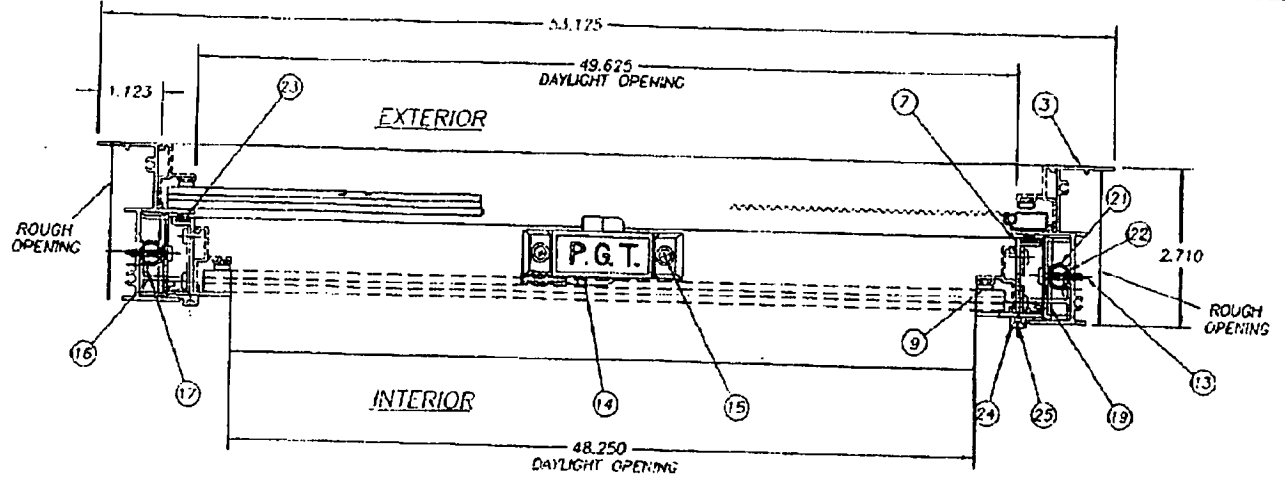 53.125
49.625
DAYLIGHT OPENING
1.123
23
7
3
EXTERIOR
ROUGH
OPENING
21
22
2.710
P.G.T.
ROUGH
OPENING
16
17
14
15
9
24
25
19
13
INTERIOR
48.250
DAYLIGHT OPENING